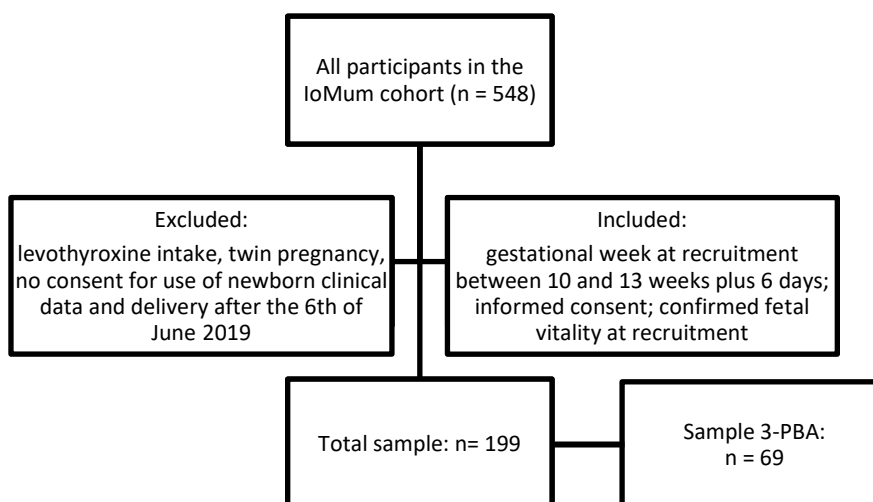 All participants in the
IoMum cohort (n = 548)
Excluded:
levothyroxine intake, twin pregnancy,
no consent for use of newborn clinical
data and delivery after the 6th of
June 2019
Included:
gestational week at recruitment
between 10 and 13 weeks plus 6 days;
informed consent; confirmed fetal
vitality at recruitment
Total sample: n= 199
Sample 3-PBA:
n = 69